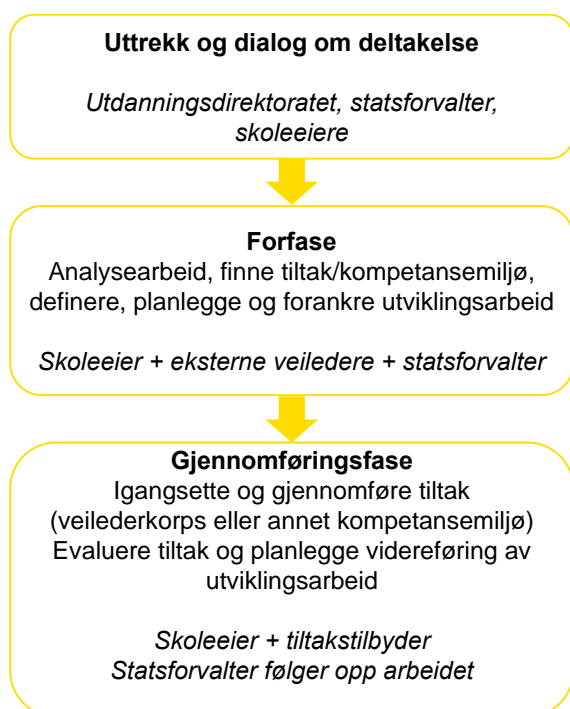 Uttrekk og dialog om deltakelse
Utdanningsdirektoratet, statsforvalter,
skoleeiere
Forfase
Analysearbeid, finne tiltak/kompetansemiljø,
definere, planlegge og forankre utviklingsarbeid
Skoleeier + eksterne veiledere + statsforvalter
Gjennomføringsfase
Igangsette og gjennomføre tiltak
(veilederkorps eller annet kompetansemiljø)
Evaluere tiltak og planlegge videreføring av
utviklingsarbeid
Skoleeier + tiltakstilbyder
Statsforvalter følger opp arbeidet